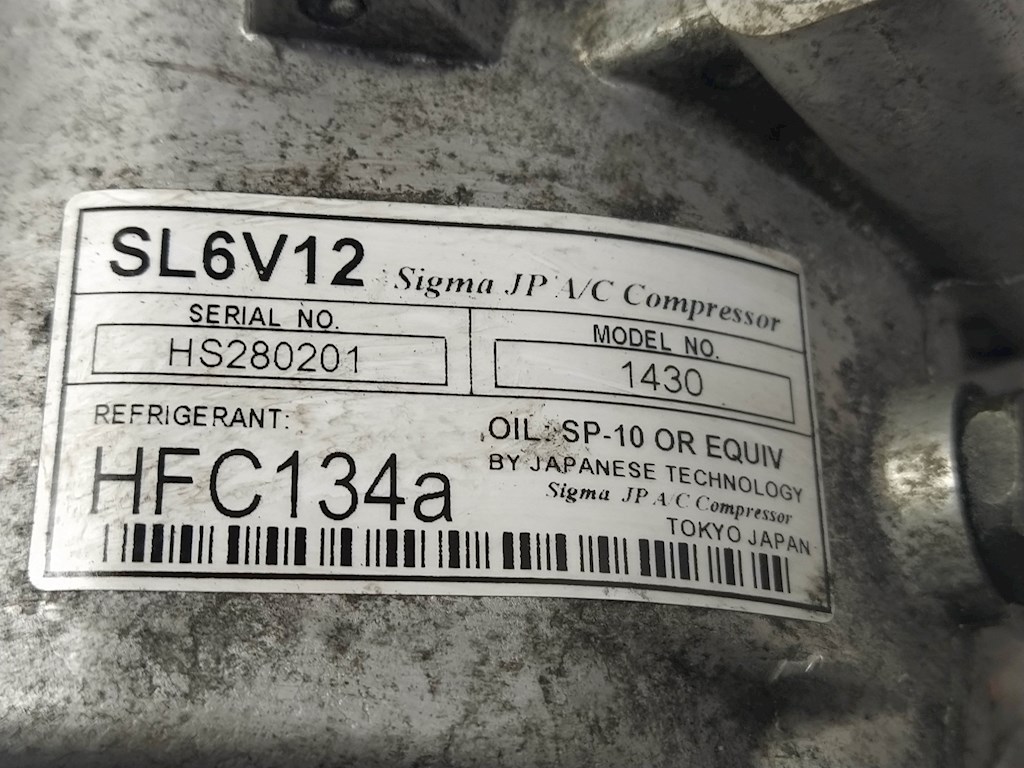 SL6V12 Sigma JP A/C Compressor
SERIAL NO.
HS280201
MODEL NO.
1430
REFRIGERANT:
HFC134a
OIL: SP-10 OR EQUIV
BY JAPANESE TECHNOLOGY
Sigma JP A/C Compressor
TOKYO JAPAN